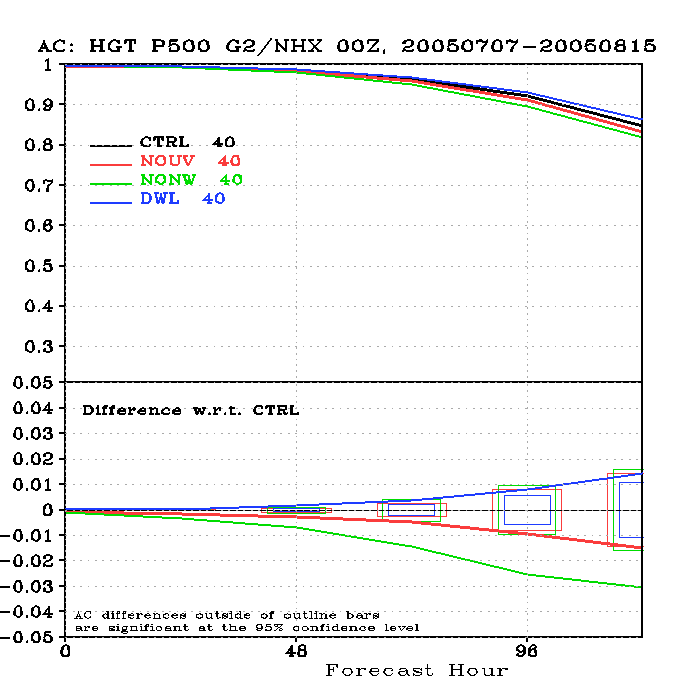 AC: HGT P500 G2/NHX 00Z, 20050707-20050815
1
0.9
0.8
0.7
0.6
0.5
0.4
0.3
CTRL 40
NOUV 40
NONW 40
DWL 40
0.05
0.04
0.03
0.02
0.01
0
-0.01
-0.02
-0.03
-0.04
-0.05
Difference w.r.t. CTRL
AC differences outside of outline bars
are significant at the 95% confidence level
0 48 96
Forecast Hour